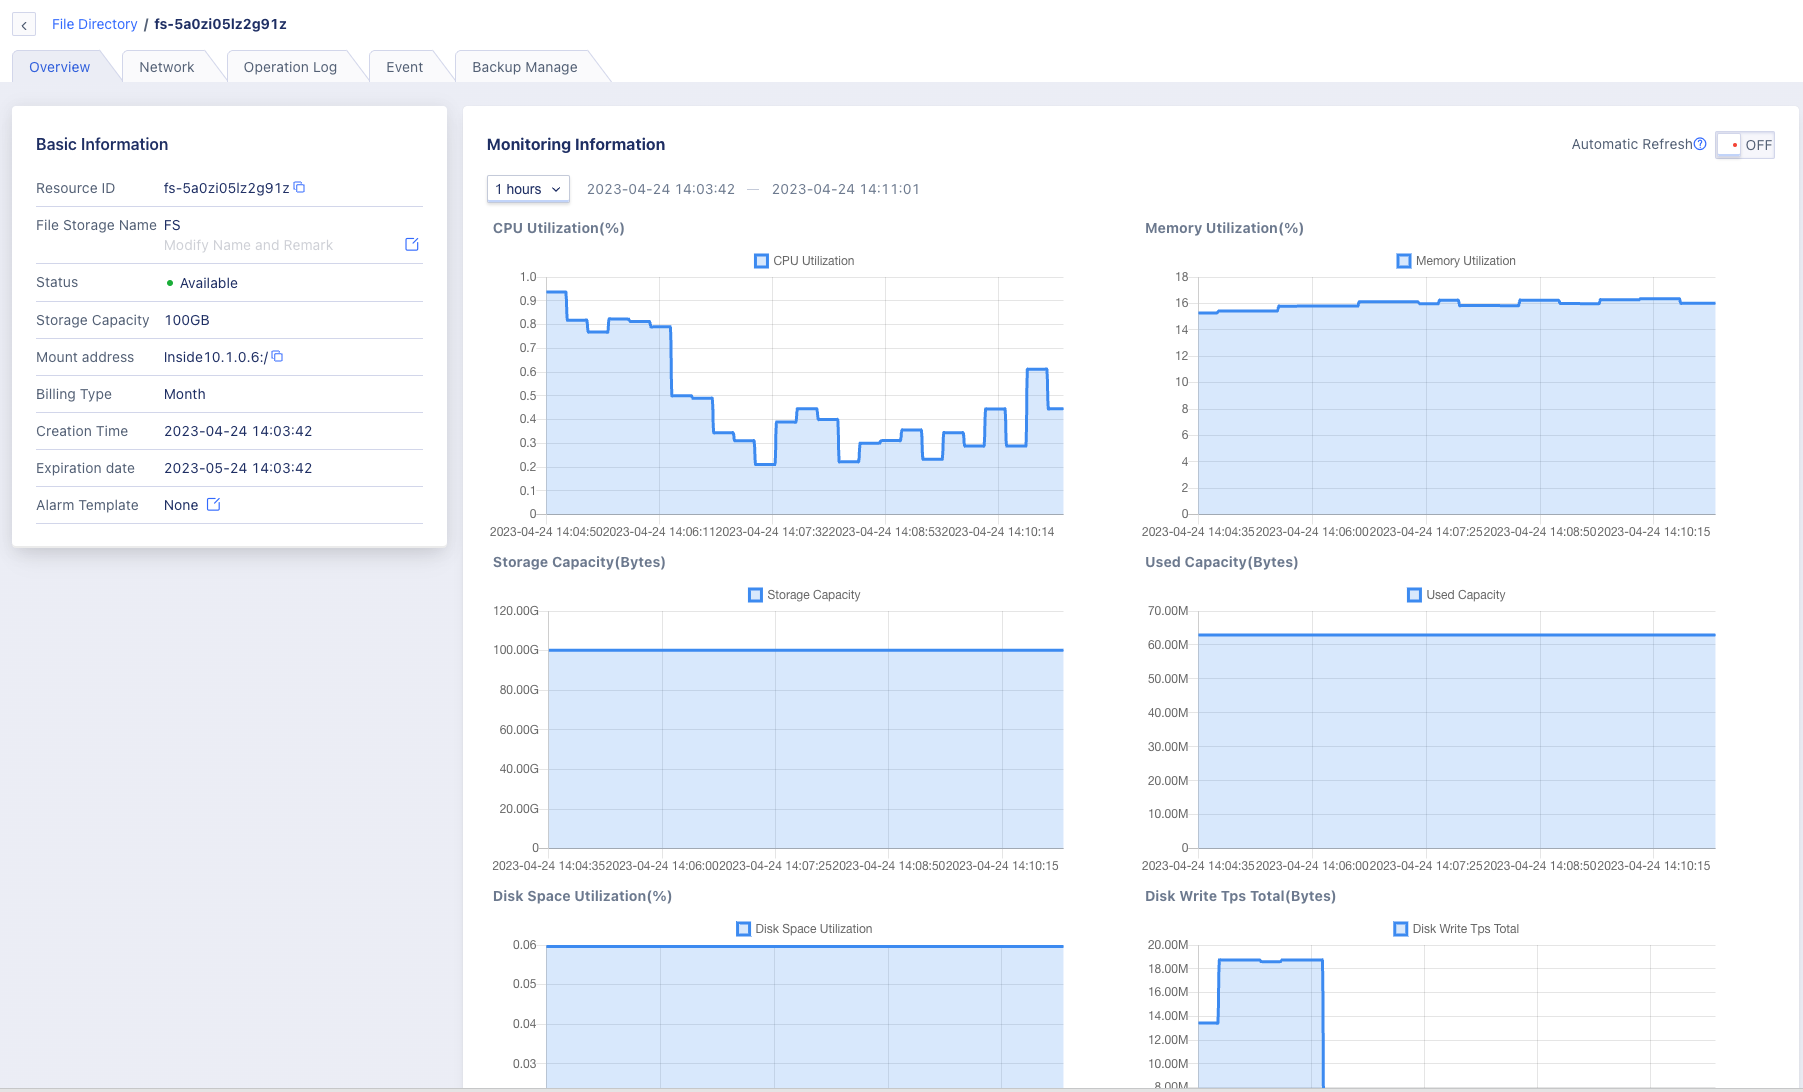 File Directory / fs-5a0zi05lz2g91z
Overview
Network
Operation Log
Event
Backup Manage
Basic Information
Resource ID fs-5a0zi05lz2g91z
File Storage Name FS
Modify Name and Remark
Status Available
Storage Capacity 100GB
Mount address Inside10.1.0.6:/
Billing Type Month
Creation Time 2023-04-24 14:03:42
Expiration date 2023-05-24 14:03:42
Alarm Template None
Monitoring Information
Automatic Refresh OFF
1 hours 2023-04-24 14:03:42 — 2023-04-24 14:11:01
CPU Utilization(%)
CPU Utilization
1.0
0.9
0.8
0.7
0.6
0.5
0.4
0.3
0.2
0.1
0
2023-04-24 14:04:50 2023-04-24 14:06:11 2023-04-24 14:07:32 2023-04-24 14:08:53 2023-04-24 14:10:14
Memory Utilization(%)
Memory Utilization
18
16
14
12
10
8
6
4
2
0
2023-04-24 14:04:35 2023-04-24 14:06:00 2023-04-24 14:07:25 2023-04-24 14:08:50 2023-04-24 14:10:15
Storage Capacity(Bytes)
Storage Capacity
120.00G
100.00G
80.00G
60.00G
40.00G
20.00G
0
2023-04-24 14:04:35 2023-04-24 14:06:00 2023-04-24 14:07:25 2023-04-24 14:08:50 2023-04-24 14:10:15
Used Capacity(Bytes)
Used Capacity
70.00M
60.00M
50.00M
40.00M
30.00M
20.00M
10.00M
0
2023-04-24 14:04:35 2023-04-24 14:06:00 2023-04-24 14:07:25 2023-04-24 14:08:50 2023-04-24 14:10:15
Disk Space Utilization(%)
Disk Space Utilization
0.06
0.05
0.04
0.03
Disk Write Tps Total(Bytes)
Disk Write Tps Total
20.00M
18.00M
16.00M
14.00M
12.00M
10.00M
8.00M